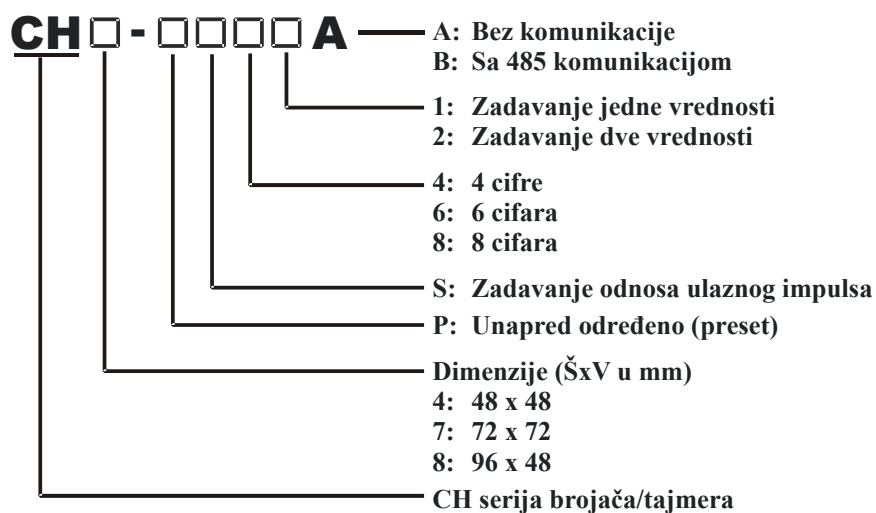 CH□-□□□□A
A: Bez komunikacije
B: Sa 485 komunikacijom
1: Zadavanje jedne vrednosti
2: Zadavanje dve vrednosti
4: 4 cifre
6: 6 cifara
8: 8 cifara
S: Zadavanje odnosa ulaznog impulsa
P: Unapred određeno (preset)
Dimenzije (ŠxV u mm)
4: 48 x 48
7: 72 x 72
8: 96 x 48
CH serija brojača/tajmera